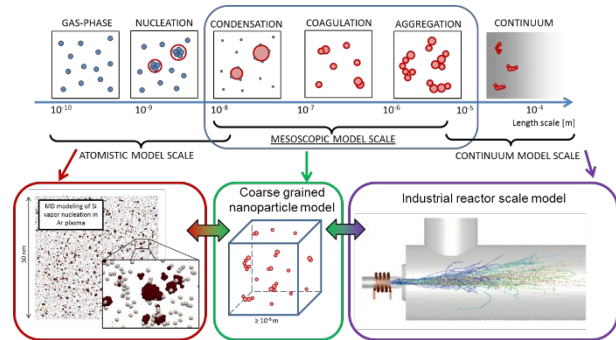 GAS-PHASE NUCLEATION CONDENSATION COAGULATION AGGREGATION CONTINUUM
10-10 10-9 10-8 10-7 10-6 10-5 10-4
Length scale [m]
ATOMISTIC MODEL SCALE MESOSCOPIC MODEL SCALE CONTINUUM MODEL SCALE
MD modeling of Si
vapor nucleation in
Ar plasma
50 nm
Coarse grained
nanoparticle model
≥ 10-6m
Industrial reactor scale model